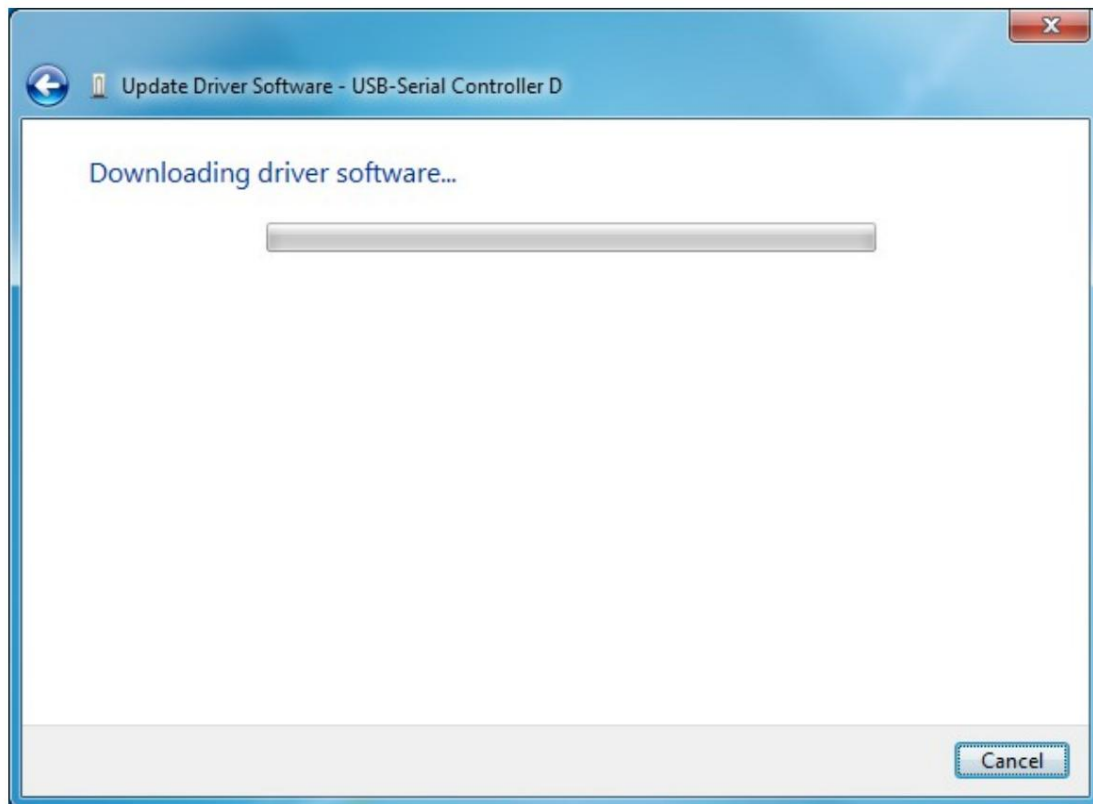 Update Driver Software - USB-Serial Controller D
Downloading driver software...
Cancel